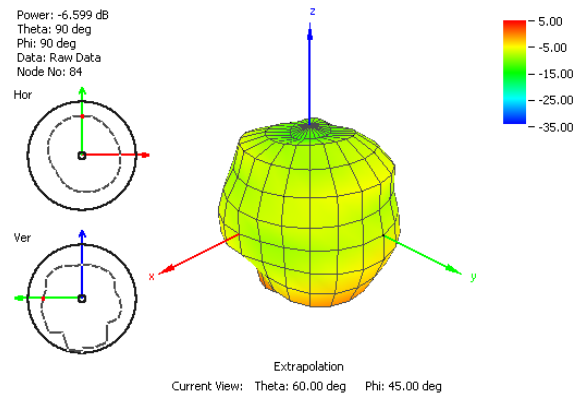 Power: -6.599 dB
Theta: 90 deg
Phi: 90 deg
Data: Raw Data
Node No: 84
Hor
Ver
z
x
y
5.00
-5.00
-15.00
-25.00
-35.00
Extrapolation
Current View: Theta: 60.00 deg Phi: 45.00 deg